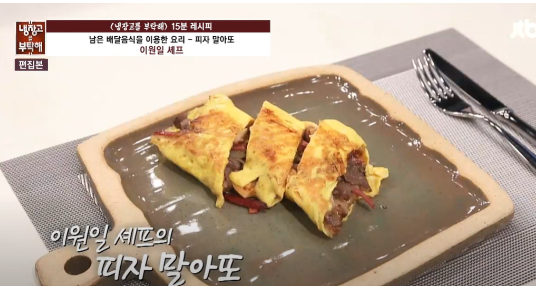 냉장고를
부탁해
편집본
〈냉장고를 부탁해〉 15분 레시피
남은 배달음식을 이용한 요리 - 피자 말아또
이원일 셰프
jtb
이원일 셰프의
피자 말아또